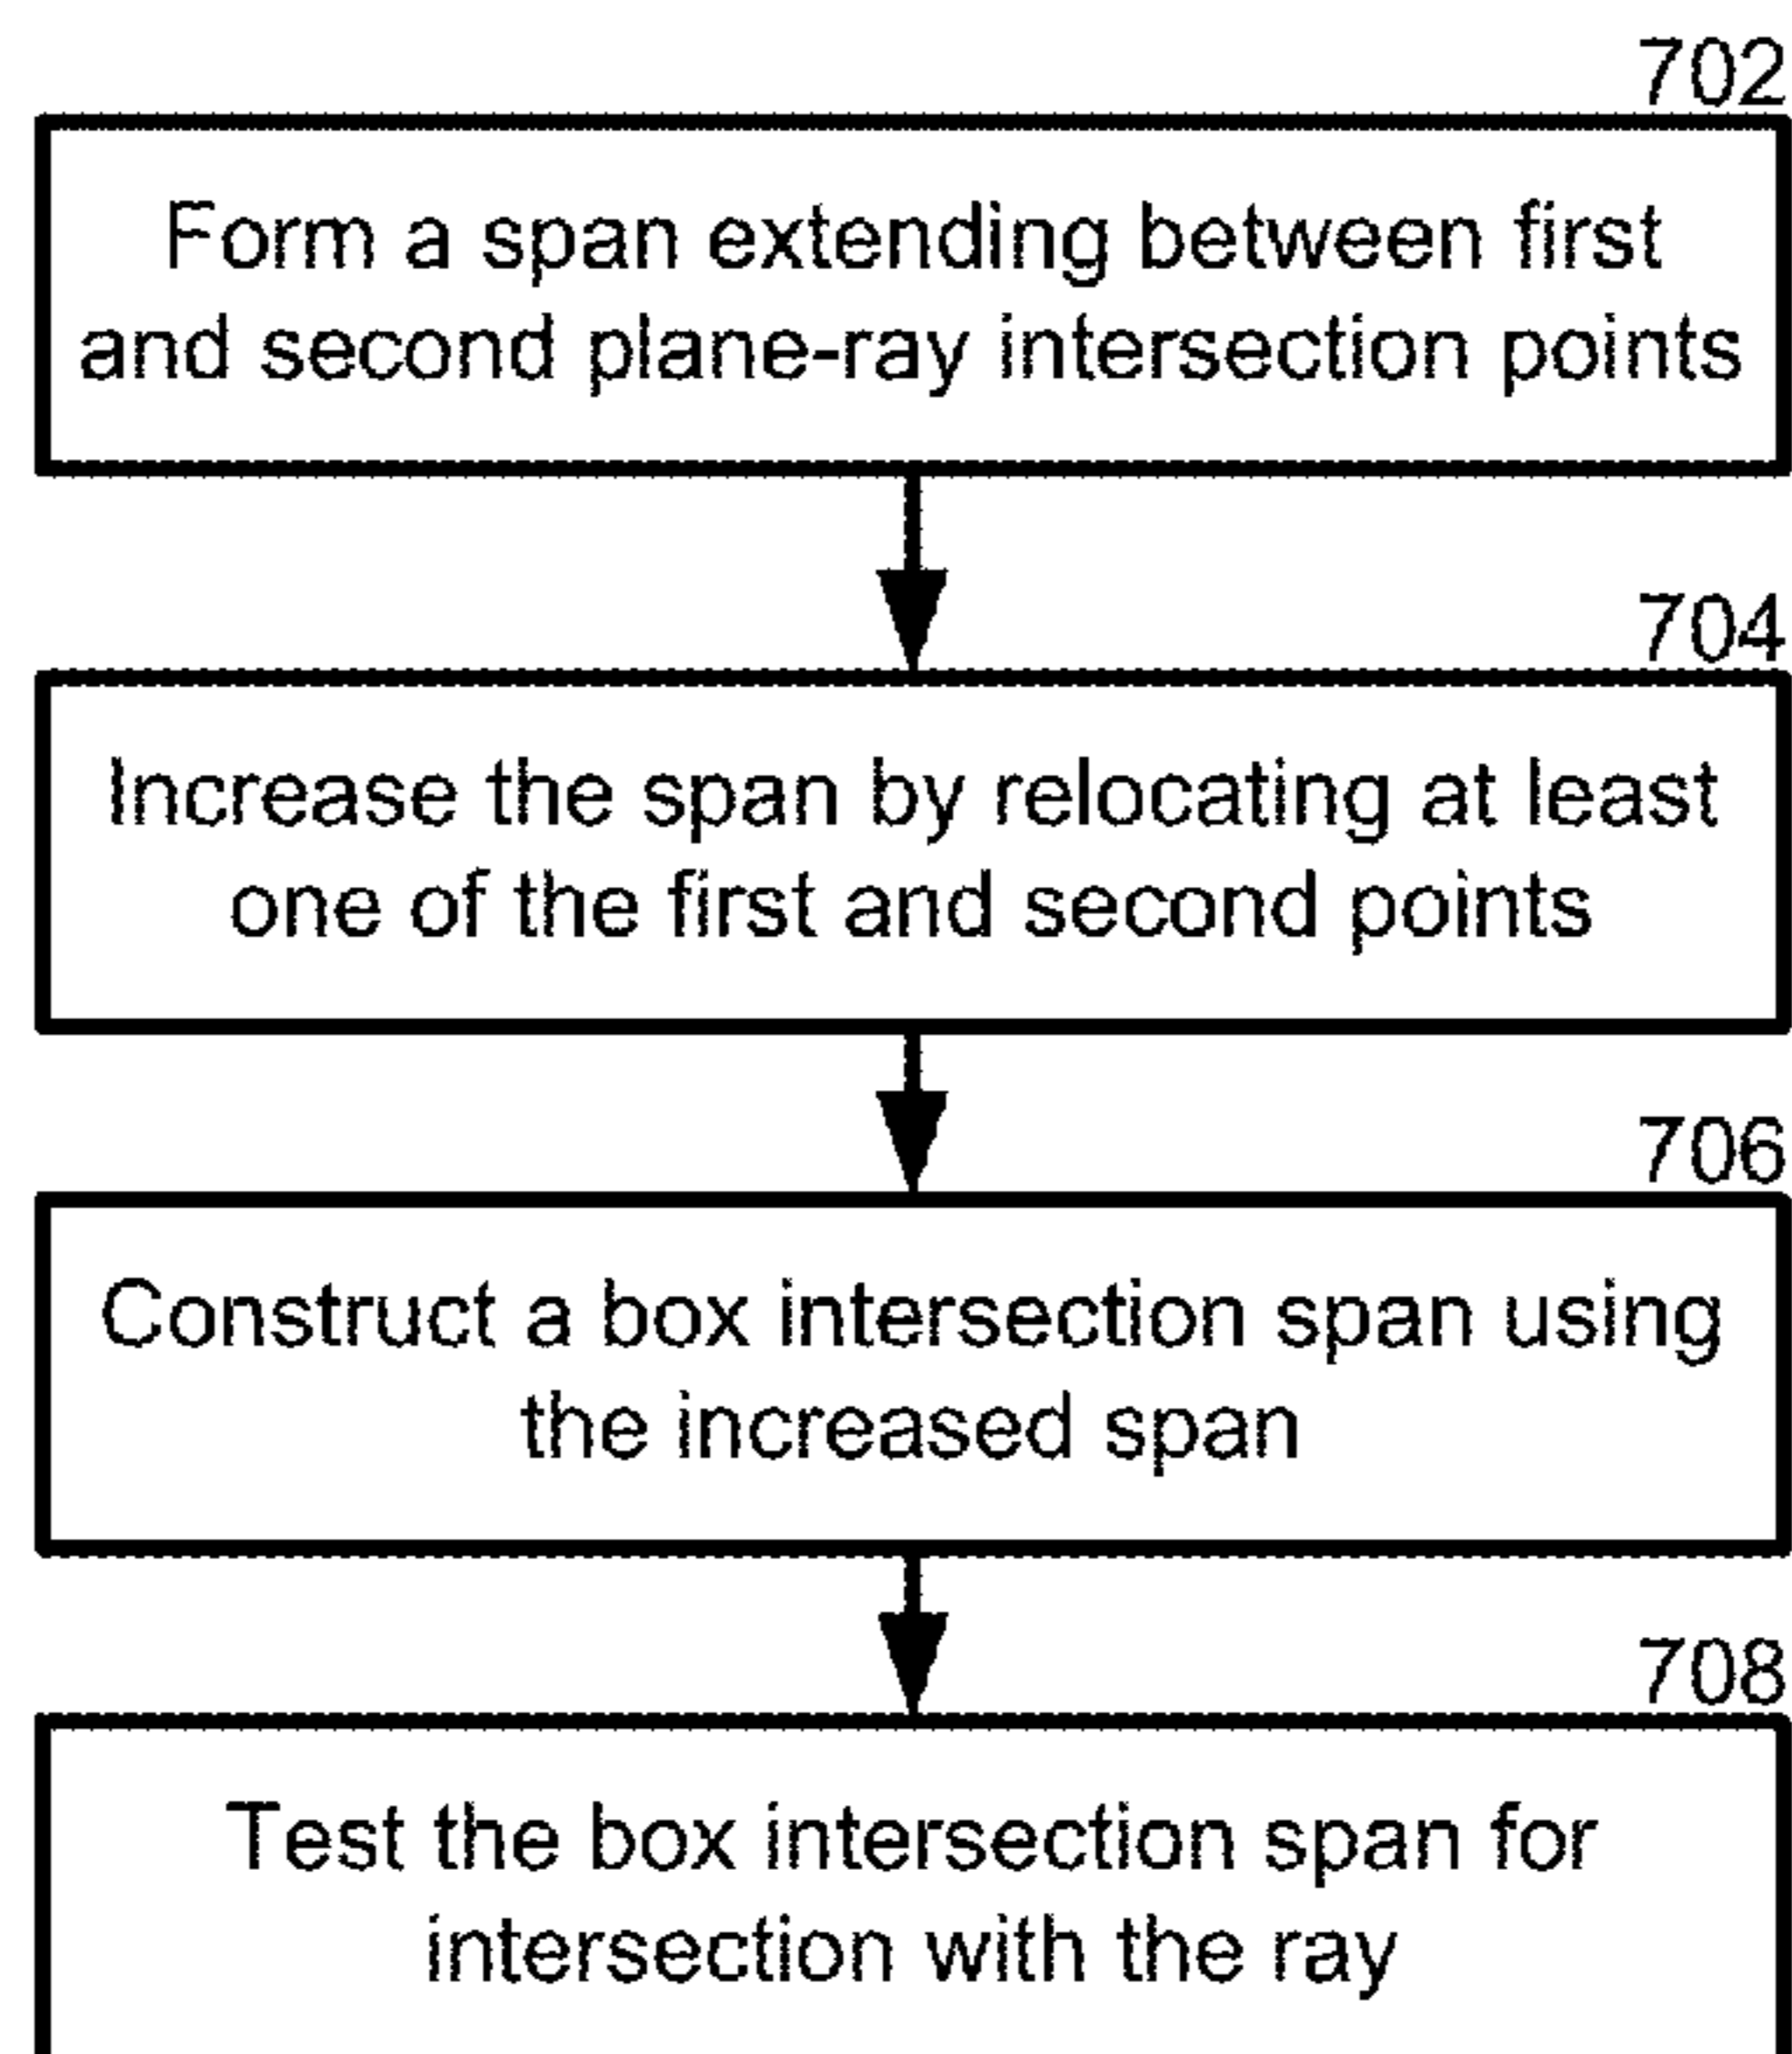 702
Form a span extending between first
and second plane-ray intersection points
704
Increase the span by relocating at least
one of the first and second points
706
Construct a box intersection span using
the increased span
708
Test the box intersection span for
intersection with the ray